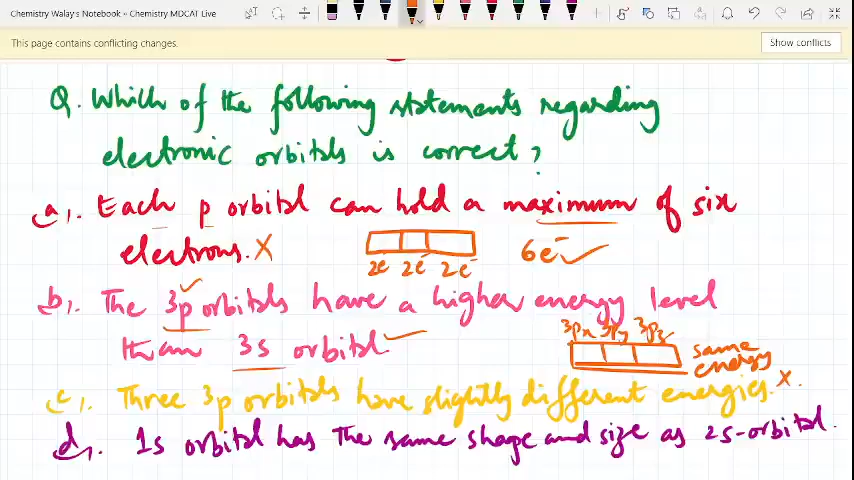 Chemistry Walay's Notebook » Chemistry MDCAT Live
This page contains conflicting changes.
Show conflicts
Q. Which of the following statements regarding
electronic orbitals is correct?
a). Each p orbital can hold a maximum of six
electrons. X
6e⁻ ✓
2e 2e⁻ 2e⁻
b). The 3p orbitals have a higher energy level
than 3s orbital ✓
3px 3py 3pz
same
energy
c). Three 3p orbitals have slightly different energies. X.
d). 1s orbital has the same shape and size as 2s-orbital.